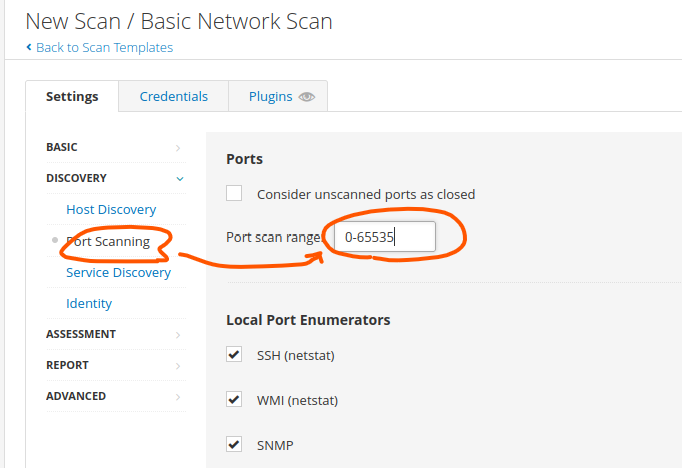 New Scan / Basic Network Scan
Back to Scan Templates
Settings
Credentials
Plugins
BASIC
DISCOVERY
Host Discovery
Port Scanning
Service Discovery
Identity
ASSESSMENT
REPORT
ADVANCED
Ports
Consider unscanned ports as closed
Port scan range: 0-65535
Local Port Enumerators
SSH (netstat)
WMI (netstat)
SNMP